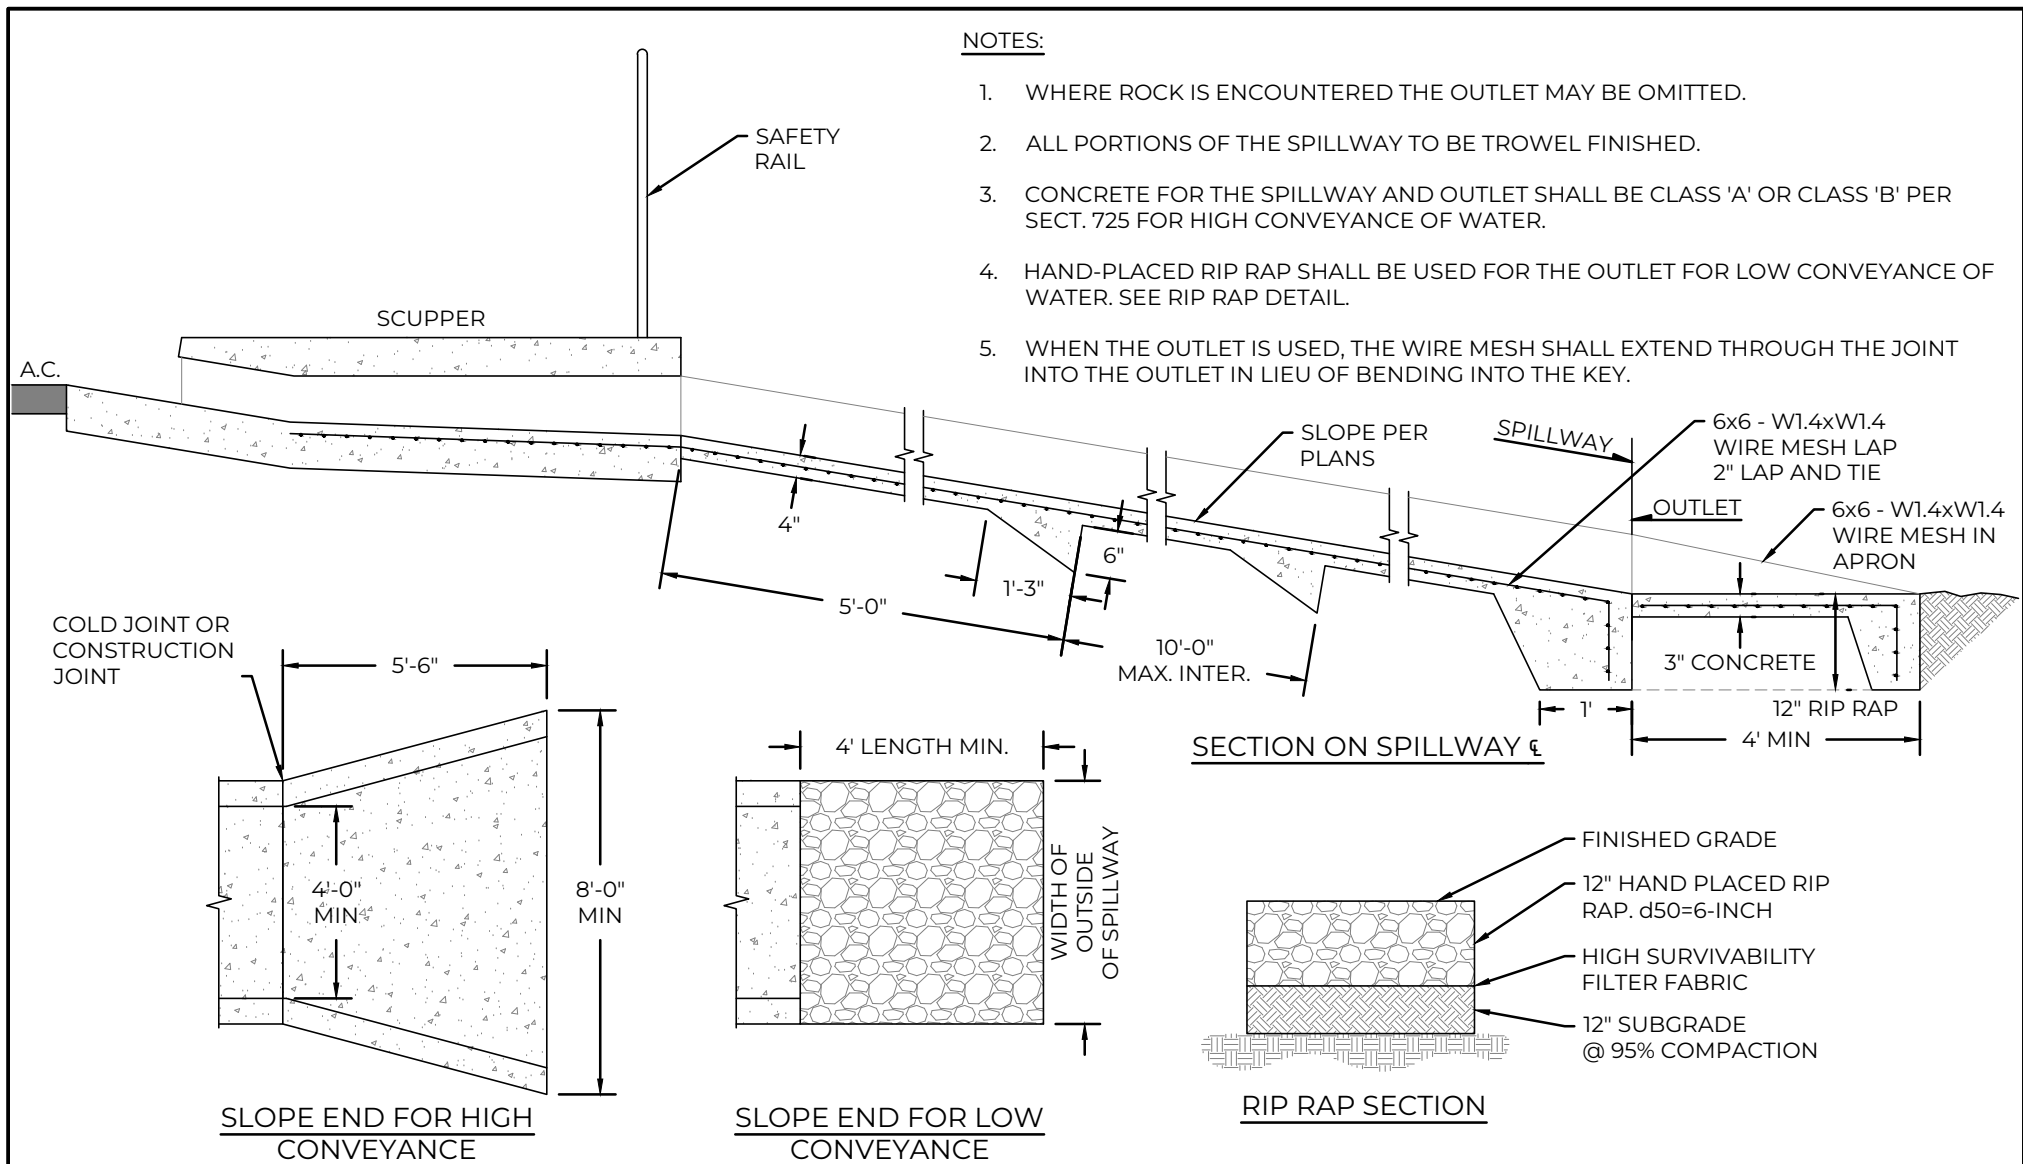 NOTES:
1. WHERE ROCK IS ENCOUNTERED THE OUTLET MAY BE OMITTED.
2. ALL PORTIONS OF THE SPILLWAY TO BE TROWEL FINISHED.
3. CONCRETE FOR THE SPILLWAY AND OUTLET SHALL BE CLASS 'A' OR CLASS 'B' PER
SECT. 725 FOR HIGH CONVEYANCE OF WATER.
4. HAND-PLACED RIP RAP SHALL BE USED FOR THE OUTLET FOR LOW CONVEYANCE OF
WATER. SEE RIP RAP DETAIL.
5. WHEN THE OUTLET IS USED, THE WIRE MESH SHALL EXTEND THROUGH THE JOINT
INTO THE OUTLET IN LIEU OF BENDING INTO THE KEY.
SAFETY
RAIL
SCUPPER
A.C.
4"
5'-0"
1'-3"
6"
10'-0"
MAX. INTER.
SLOPE PER
PLANS
SPILLWAY
OUTLET
6x6 - W1.4xW1.4
WIRE MESH LAP
2" LAP AND TIE
6x6 - W1.4xW1.4
WIRE MESH IN
APRON
3" CONCRETE
12" RIP RAP
1'
4' MIN
SECTION ON SPILLWAY ℄
COLD JOINT OR
CONSTRUCTION
JOINT
5'-6"
4'-0"
MIN
8'-0"
MIN
SLOPE END FOR HIGH
CONVEYANCE
4' LENGTH MIN.
WIDTH OF
OUTSIDE
OF SPILLWAY
SLOPE END FOR LOW
CONVEYANCE
FINISHED GRADE
12" HAND PLACED RIP
RAP. d50=6-INCH
HIGH SURVIVABILITY
FILTER FABRIC
12" SUBGRADE
@ 95% COMPACTION
RIP RAP SECTION